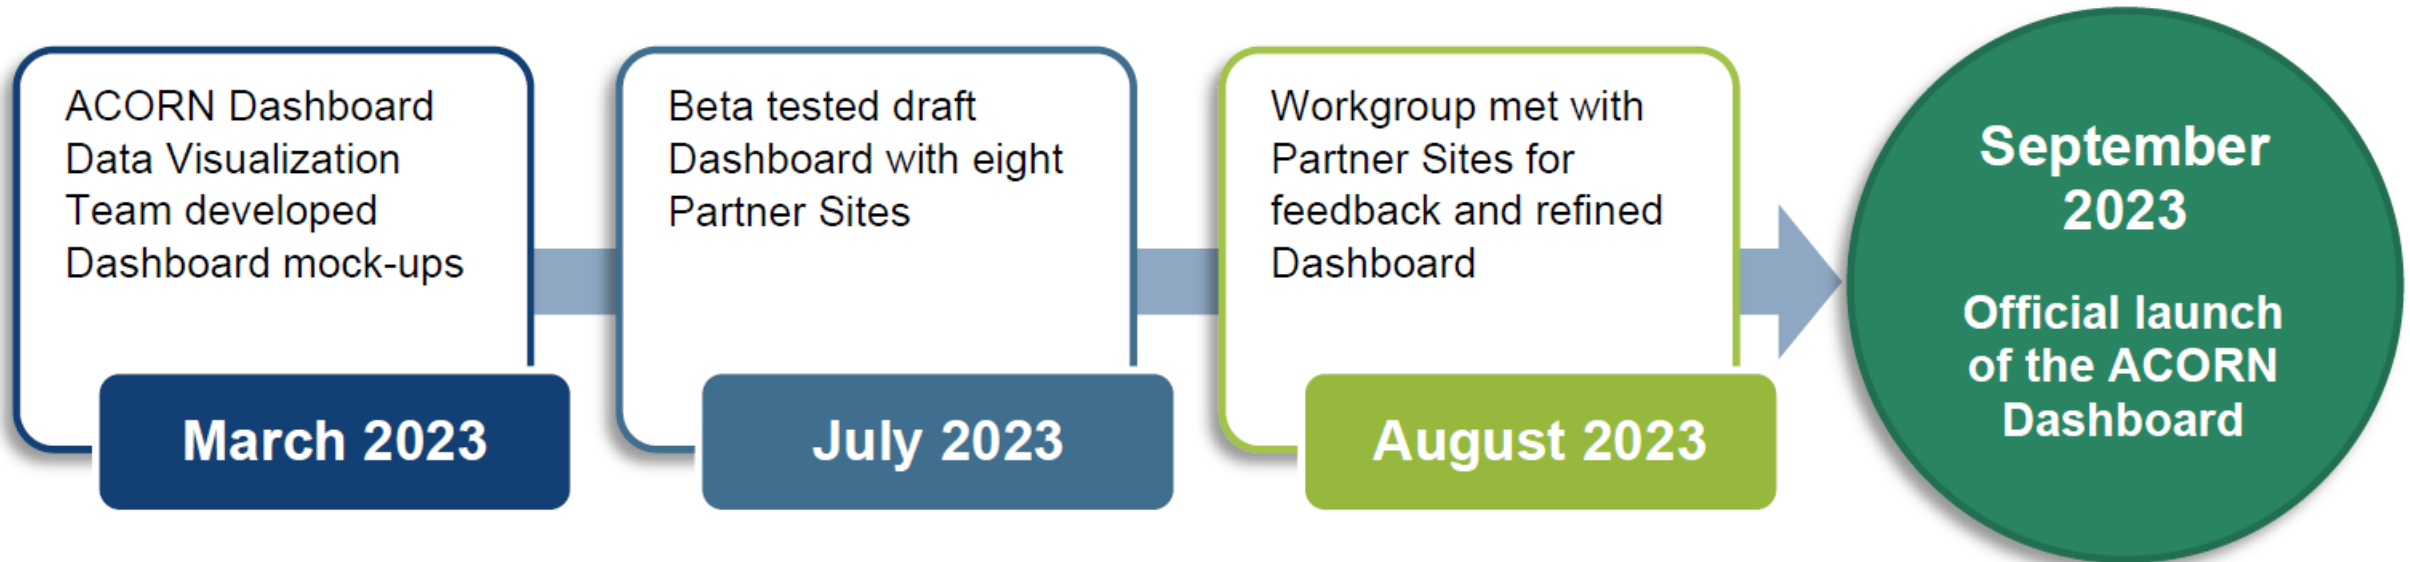 ACORN Dashboard
Data Visualization
Team developed
Dashboard mock-ups
March 2023
Beta tested draft
Dashboard with eight
Partner Sites
July 2023
Workgroup met with
Partner Sites for
feedback and refined
Dashboard
August 2023
September
2023
Official launch
of the ACORN
Dashboard